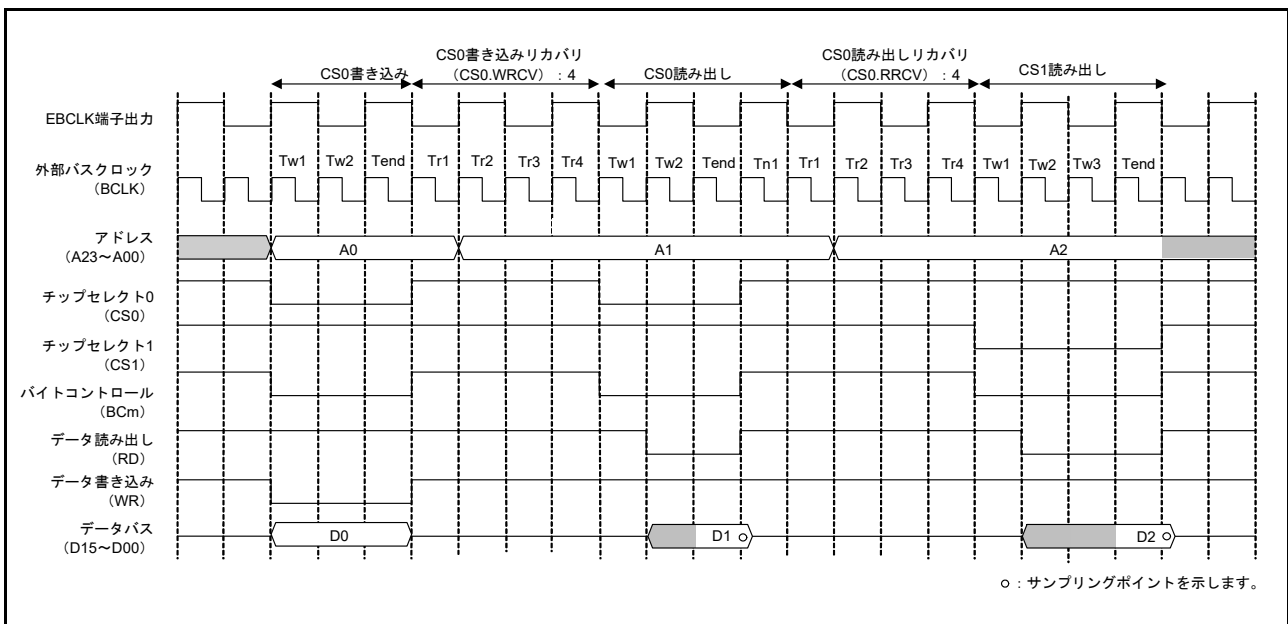 CS0書き込み
CS0書き込みリカバリ
（CS0.WRCV）：4
CS0読み出し
CS0読み出しリカバリ
（CS0.RRCV）：4
CS1読み出し
EBCLK端子出力
外部バスクロック
（BCLK）
Tw1 Tw2 Tend Tr1 Tr2 Tr3 Tr4 Tw1 Tw2 Tend Tn1 Tr1 Tr2 Tr3 Tr4 Tw1 Tw2 Tw3 Tend
アドレス
（A23～A00）
A0 A1 A2
チップセレクト0
（CS0）
チップセレクト1
（CS1）
バイトコントロール
（BCm）
データ読み出し
（RD）
データ書き込み
（WR）
データバス
（D15～D00）
D0 D1 D2
○：サンプリングポイントを示します。